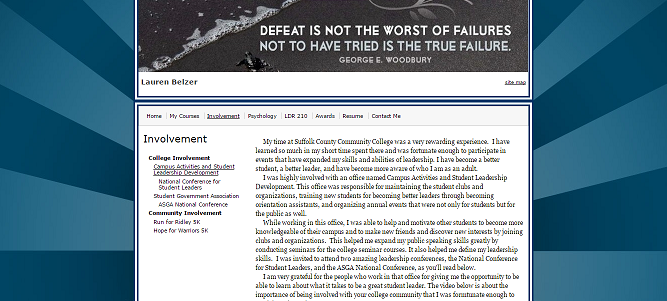 DEFEAT IS NOT THE WORST OF FAILURES
NOT TO HAVE TRIED IS THE TRUE FAILURE.
GEORGE E. WOODBURY
Lauren Belzer
site map
Home | My Courses | Involvement | Psychology | LDR 210 | Awards | Resume | Contact Me
Involvement
College Involvement
Campus Activities and Student
Leadership Development
National Conference for
Student Leaders
Student Government Association
ASGA National Conference
Community Involvement
Run for Ridley 5K
Hope for Warriors 5K
My time at Suffolk County Community College was a very rewarding experience. I have
learned so much in my short time spent there and was fortunate enough to participate in
events that have expanded my skills and abilities of leadership. I have become a better
student, a better leader, and have become more aware of who I am as an adult.
I was highly involved with an office named Campus Activities and Student Leadership
Development. This office was responsible for maintaining the student clubs and
organizations, training new students for becoming better leaders through becoming
orientation assistants, and organizing annual events that were not only for students but for
the public as well.
While working in this office, I was able to help and motivate other students to become more
knowledgeable of their campus and to make new friends and discover new interests by joining
clubs and organizations. This helped me expand my public speaking skills greatly by
conducting seminars for the college seminar courses. It also helped me define my leadership
skills. I was invited to attend two amazing leadership conferences, the National Conference
for Student Leaders, and the ASGA National Conference, as you'll read below.
I am very grateful for the people who work in that office for giving me the opportunity to be
able to learn about what it takes to be a great student leader. The video below is about the
importance of being involved with your college community that I was formtunate enough to